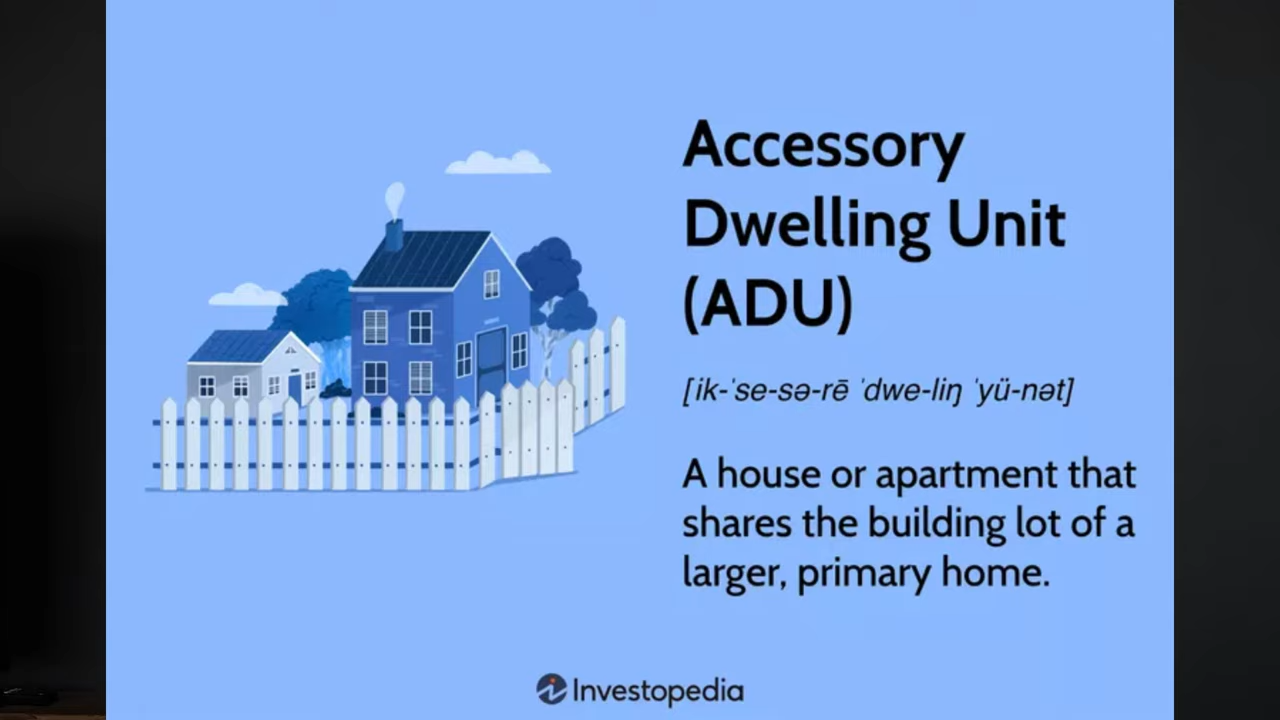 Accessory
Dwelling Unit
(ADU)
[ik-ˈse-sə-rē ˈdwe-liŋ ˈyü-nət]
A house or apartment that
shares the building lot of a
larger, primary home.
Investopedia